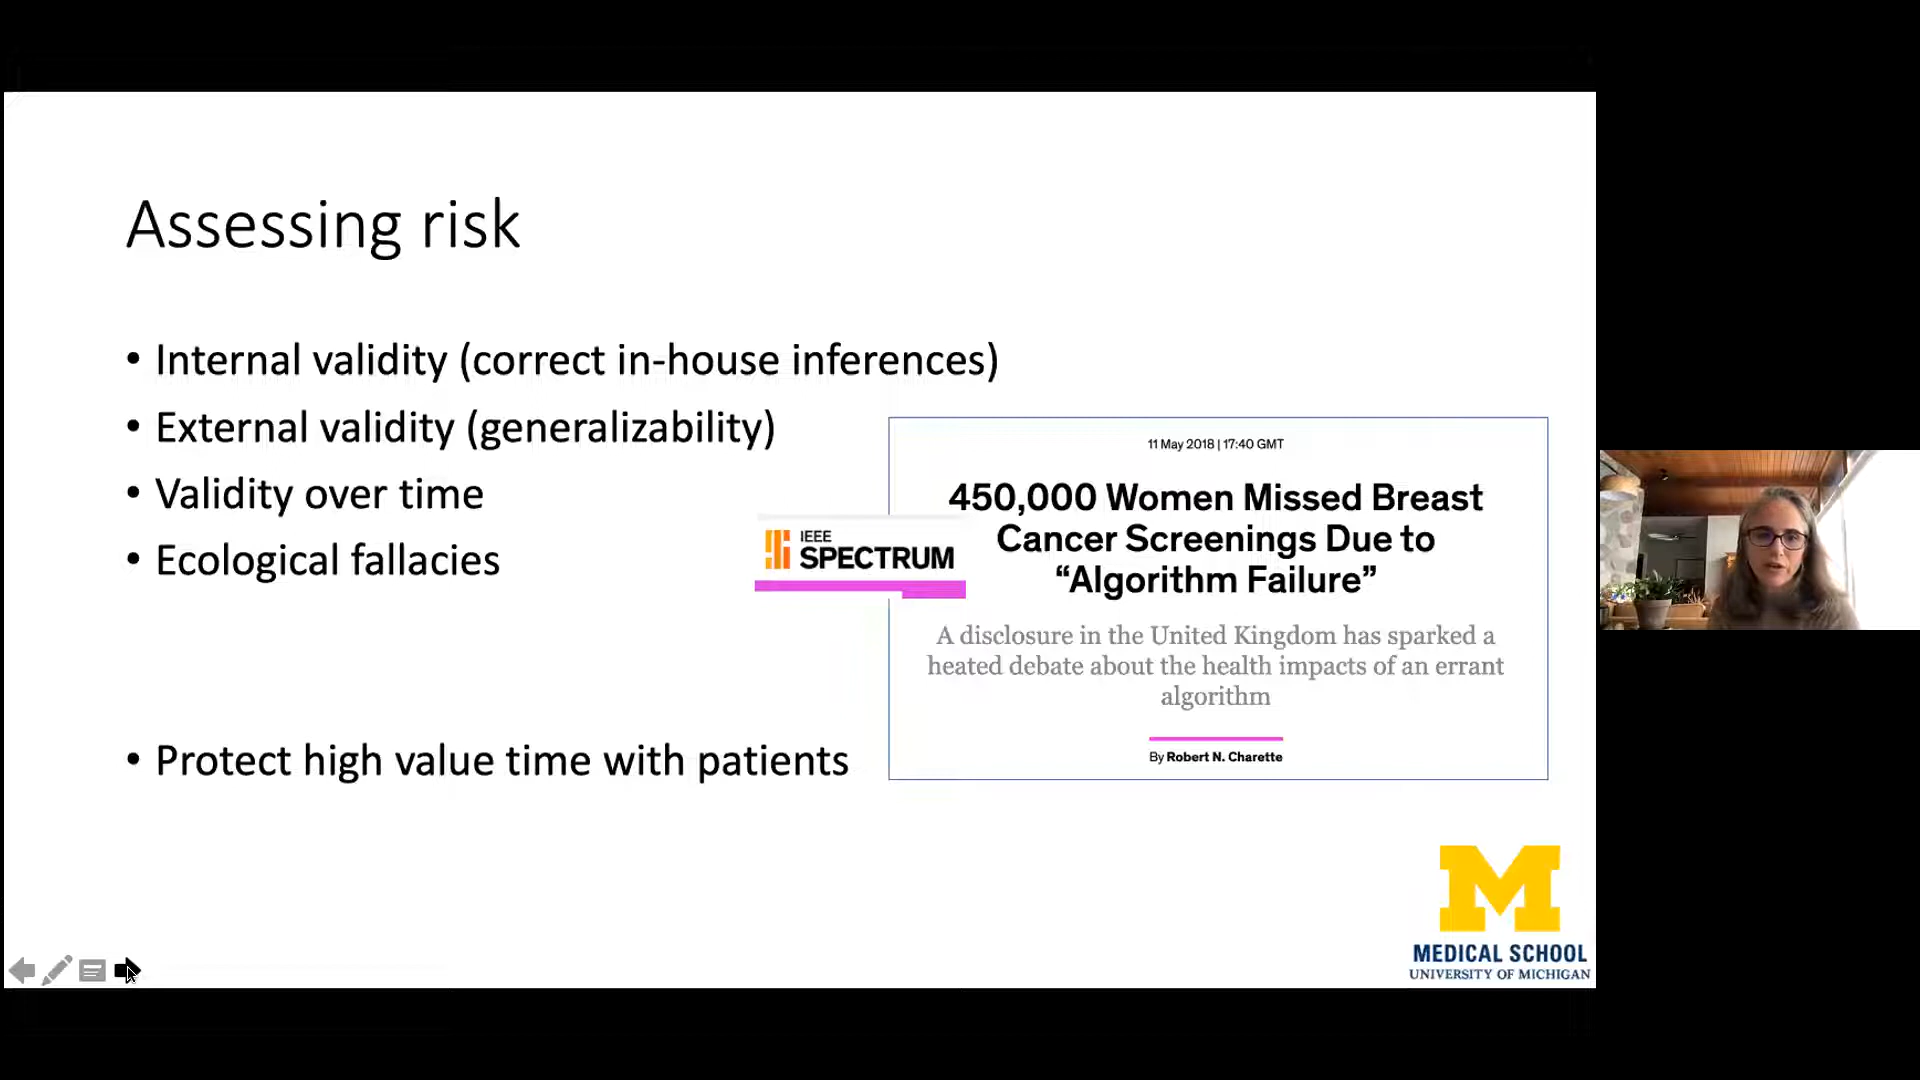 Assessing risk
• Internal validity (correct in-house inferences)
• External validity (generalizability)
• Validity over time
• Ecological fallacies
• Protect high value time with patients
IEEE
SPECTRUM
11 May 2018 | 17:40 GMT
450,000 Women Missed Breast
Cancer Screenings Due to
“Algorithm Failure”
A disclosure in the United Kingdom has sparked a
heated debate about the health impacts of an errant
algorithm
By Robert N. Charette
M
MEDICAL SCHOOL
UNIVERSITY OF MICHIGAN